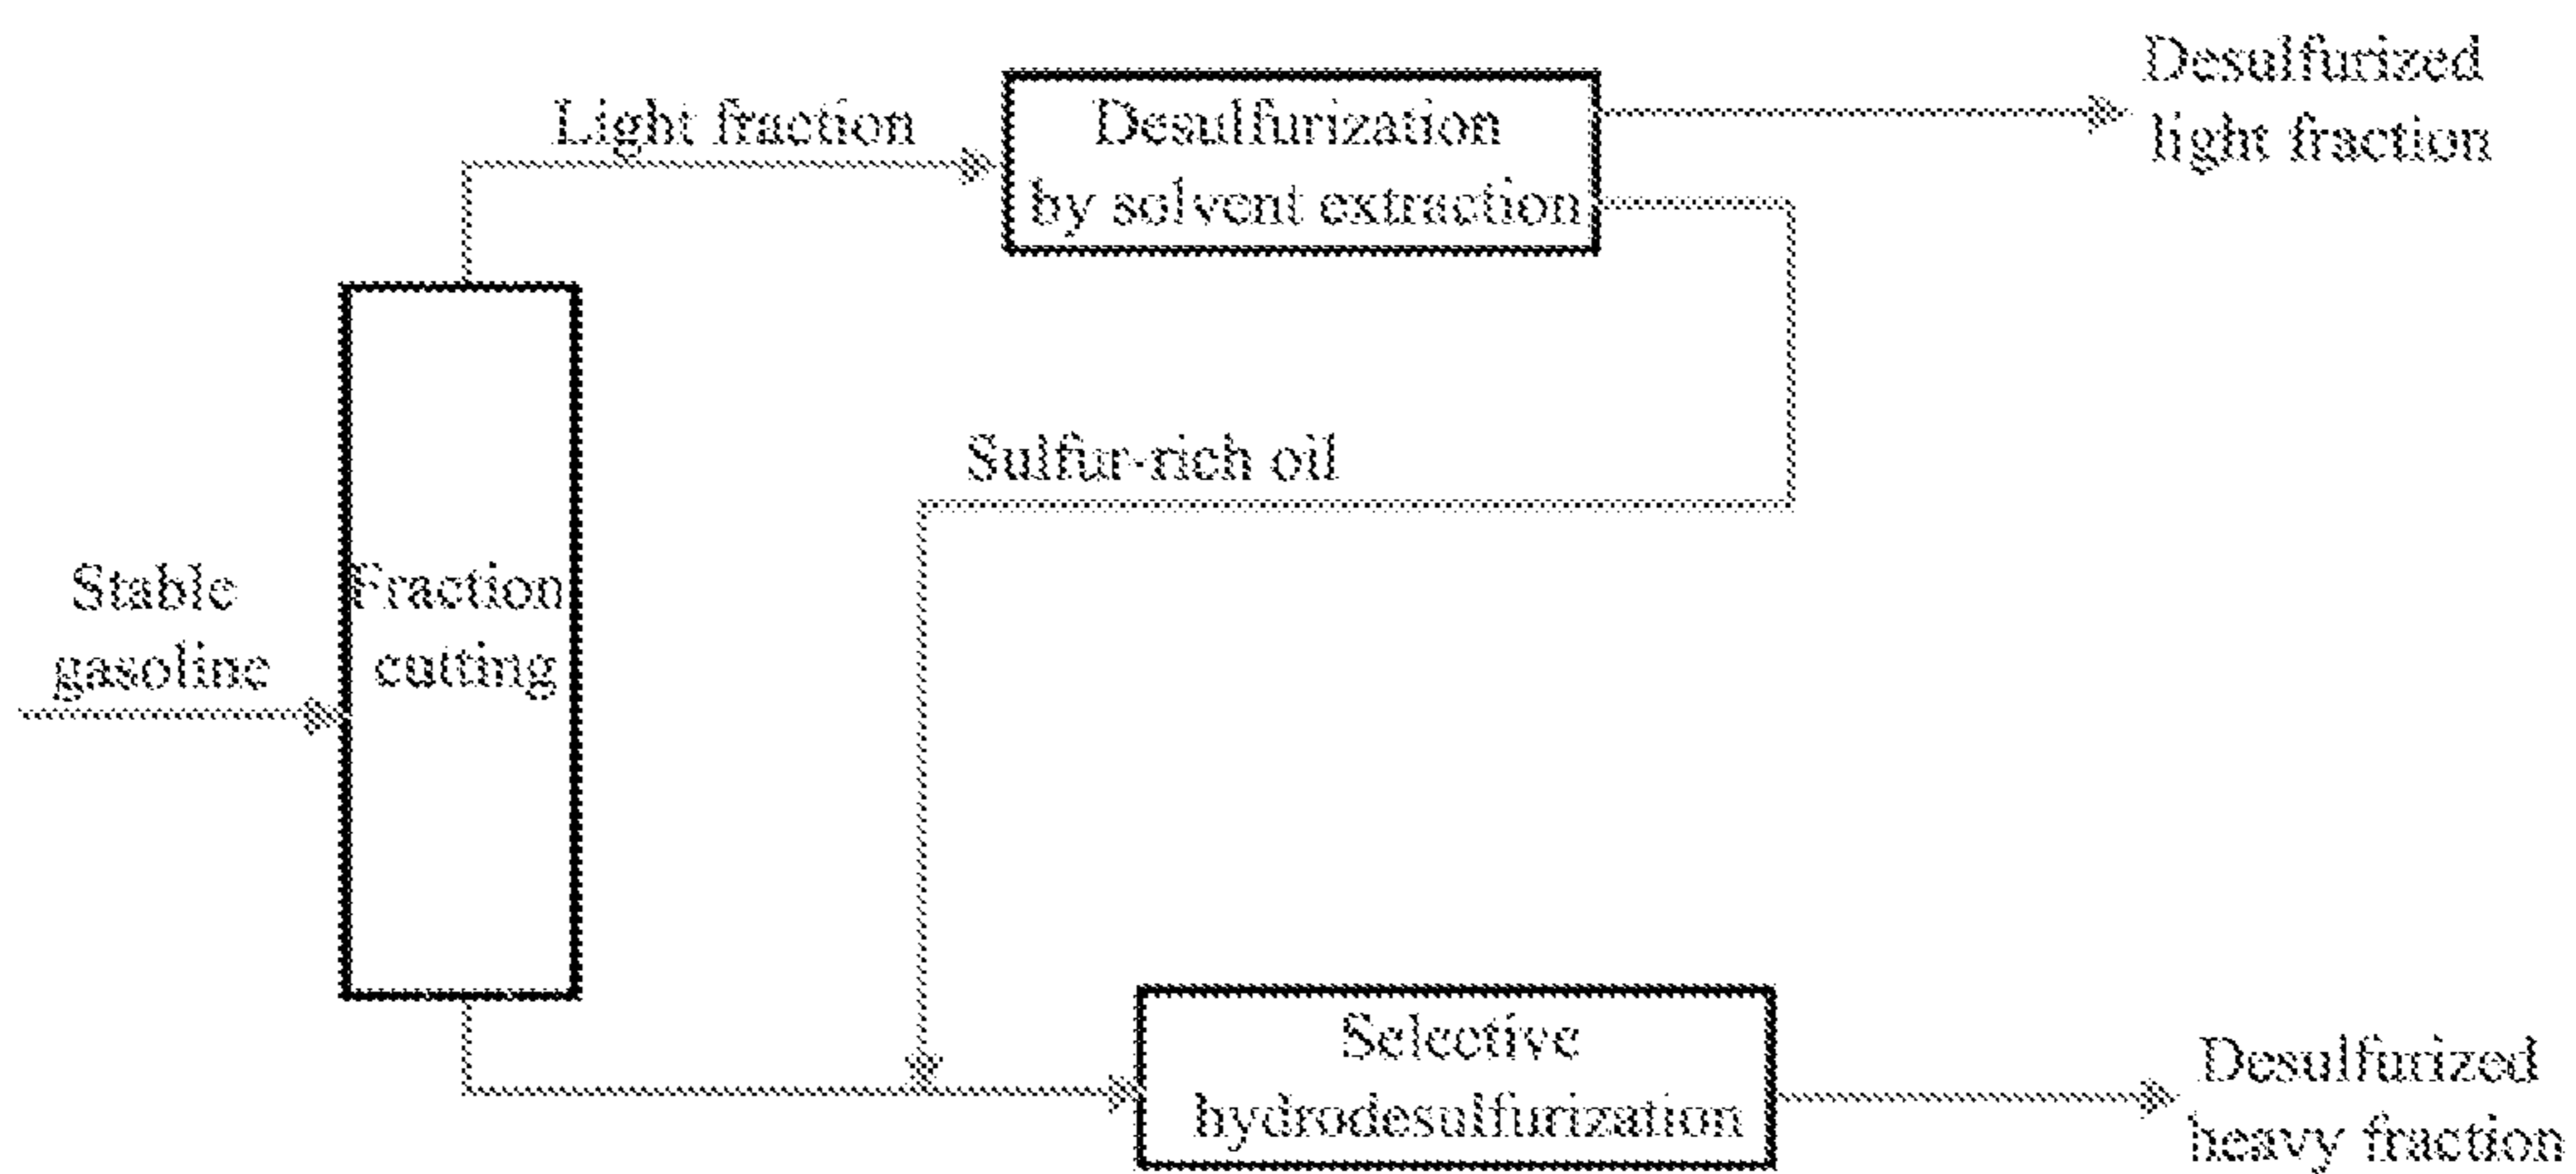 Desulfurized
light fraction
Light fraction
Desulfurization
by solvent extraction
Sulfur-rich oil
Stable
gasoline
Fraction
cutting
Selective
hydrodesulfurization
Desulfurized
heavy fraction